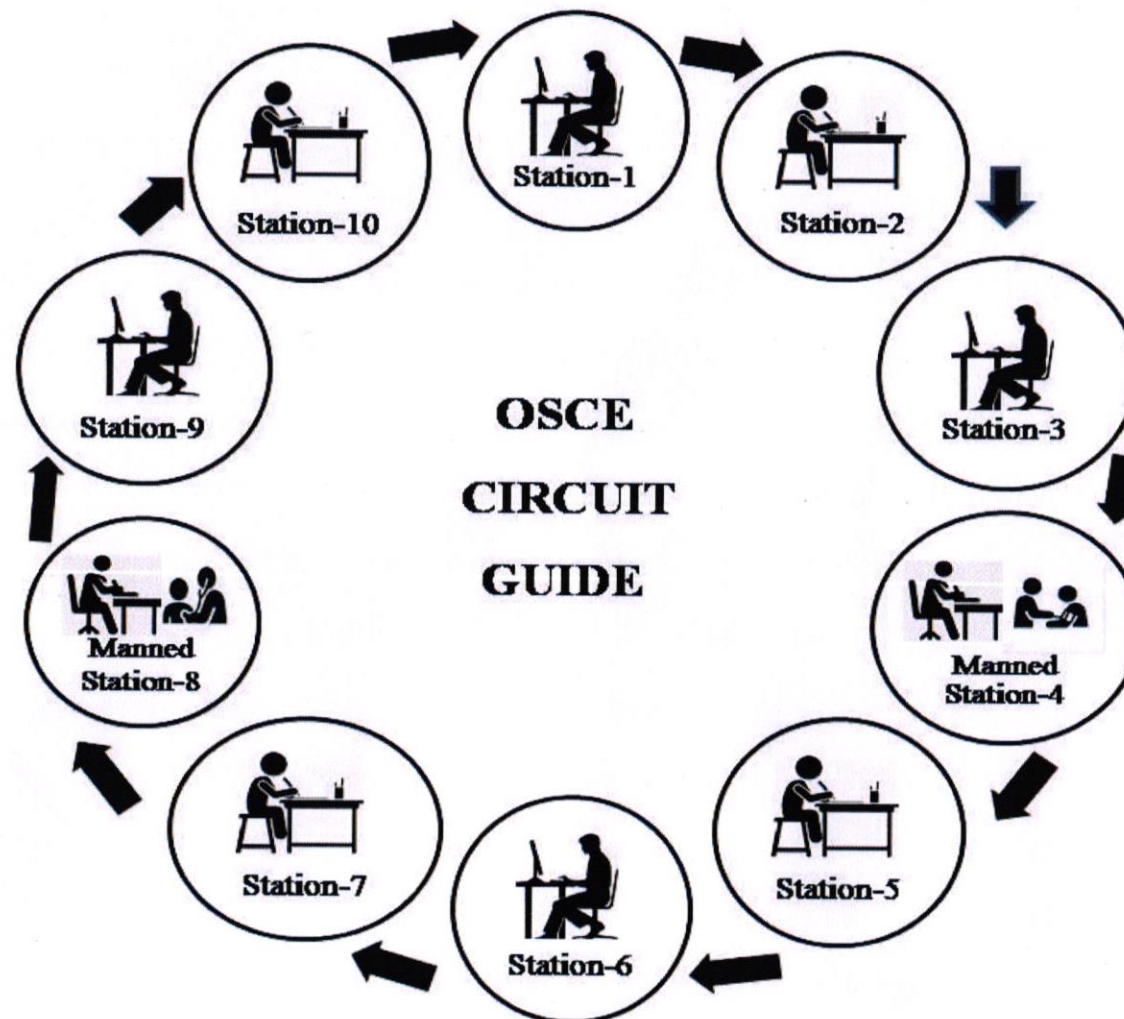 Station-1
Station-2
Station-3
Manned
Station-4
Station-5
Station-6
Station-7
Manned
Station-8
Station-9
Station-10
OSCE
CIRCUIT
GUIDE